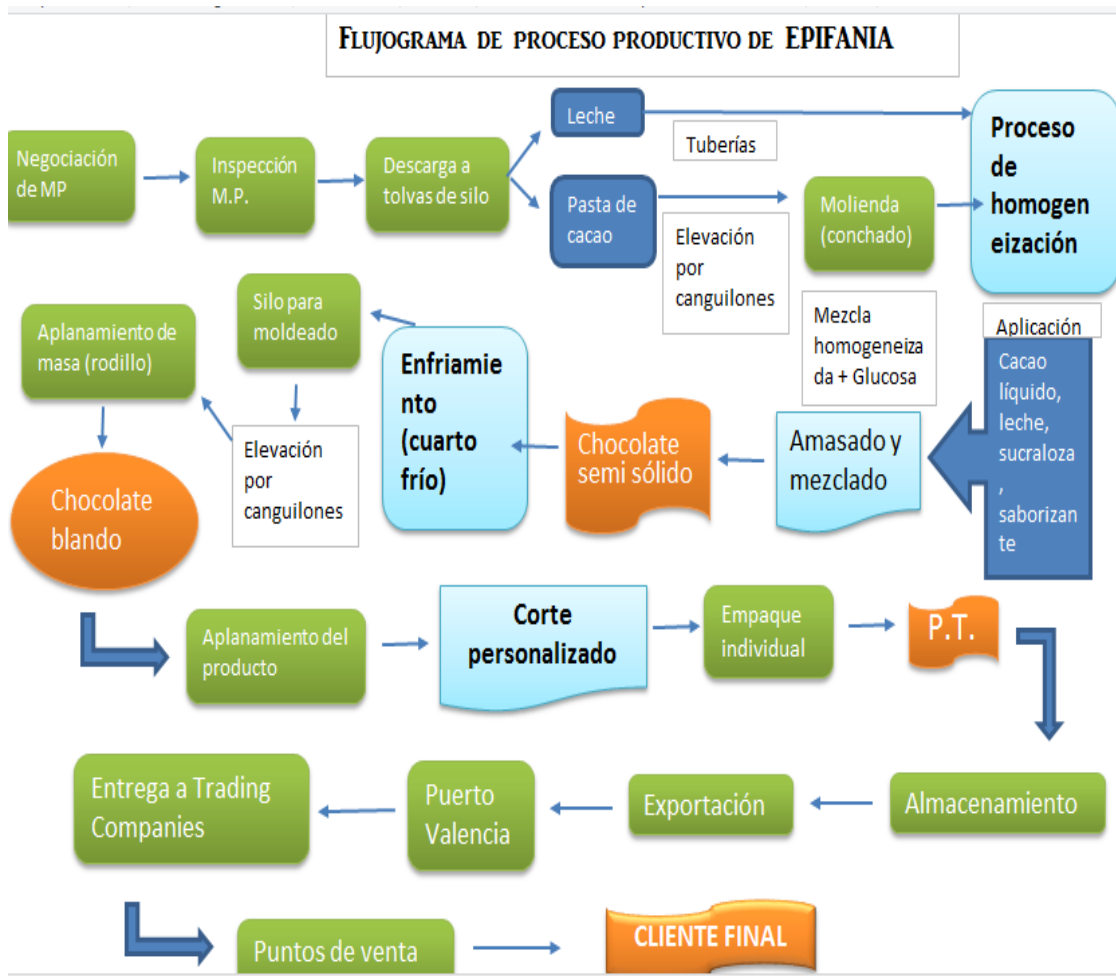 FLUJOGRAMA DE PROCESO PRODUCTIVO DE EPIFANIA
Negociación
de MP
Inspección
M.P.
Descarga a
tolvas de silo
Leche
Tuberías
Pasta de
cacao
Elevación
por
canguilones
Molienda
(conchado)
Proceso
de
homogen
eización
Aplicación
Cacao
líquido,
leche,
sucraloza
,
saborizan
te
Mezcla
homogeneiza
da + Glucosa
Amasado y
mezclado
Chocolate
semi sólido
Enfriamie
nto
(cuarto
frío)
Silo para
moldeado
Elevación
por
canguilones
Aplanamiento de
masa (rodillo)
Chocolate
blando
Aplanamiento del
producto
Corte
personalizado
Empaque
individual
P.T.
Almacenamiento
Exportación
Puerto
Valencia
Entrega a Trading
Companies
Puntos de venta
CLIENTE FINAL